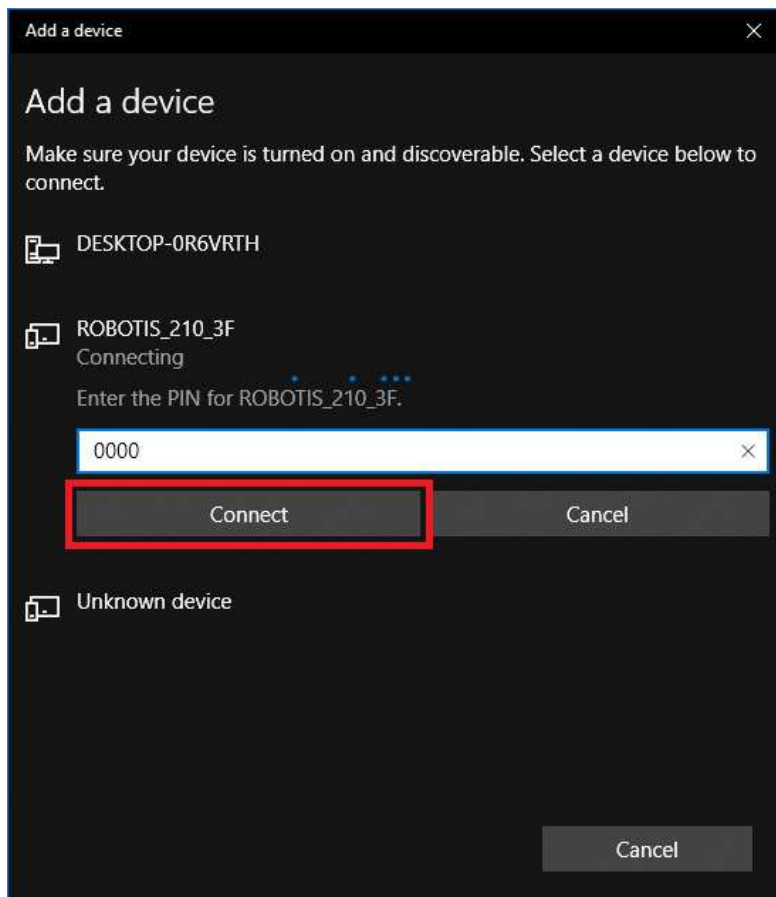 Add a device
Add a device
Make sure your device is turned on and discoverable. Select a device below to
connect.
DESKTOP-0R6VRTH
ROBOTIS_210_3F
Connecting
Enter the PIN for ROBOTIS_210_3F.
0000
Connect Cancel
Unknown device
Cancel